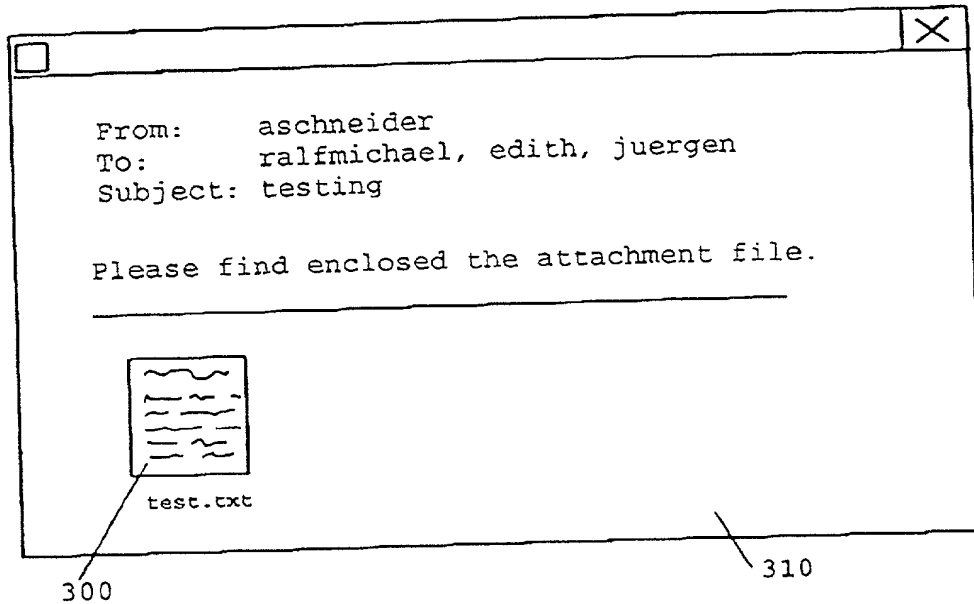 From: aschneider
To: ralfmichael, edith, juergen
Subject: testing
Please find enclosed the attachment file.
test.txt
300
310